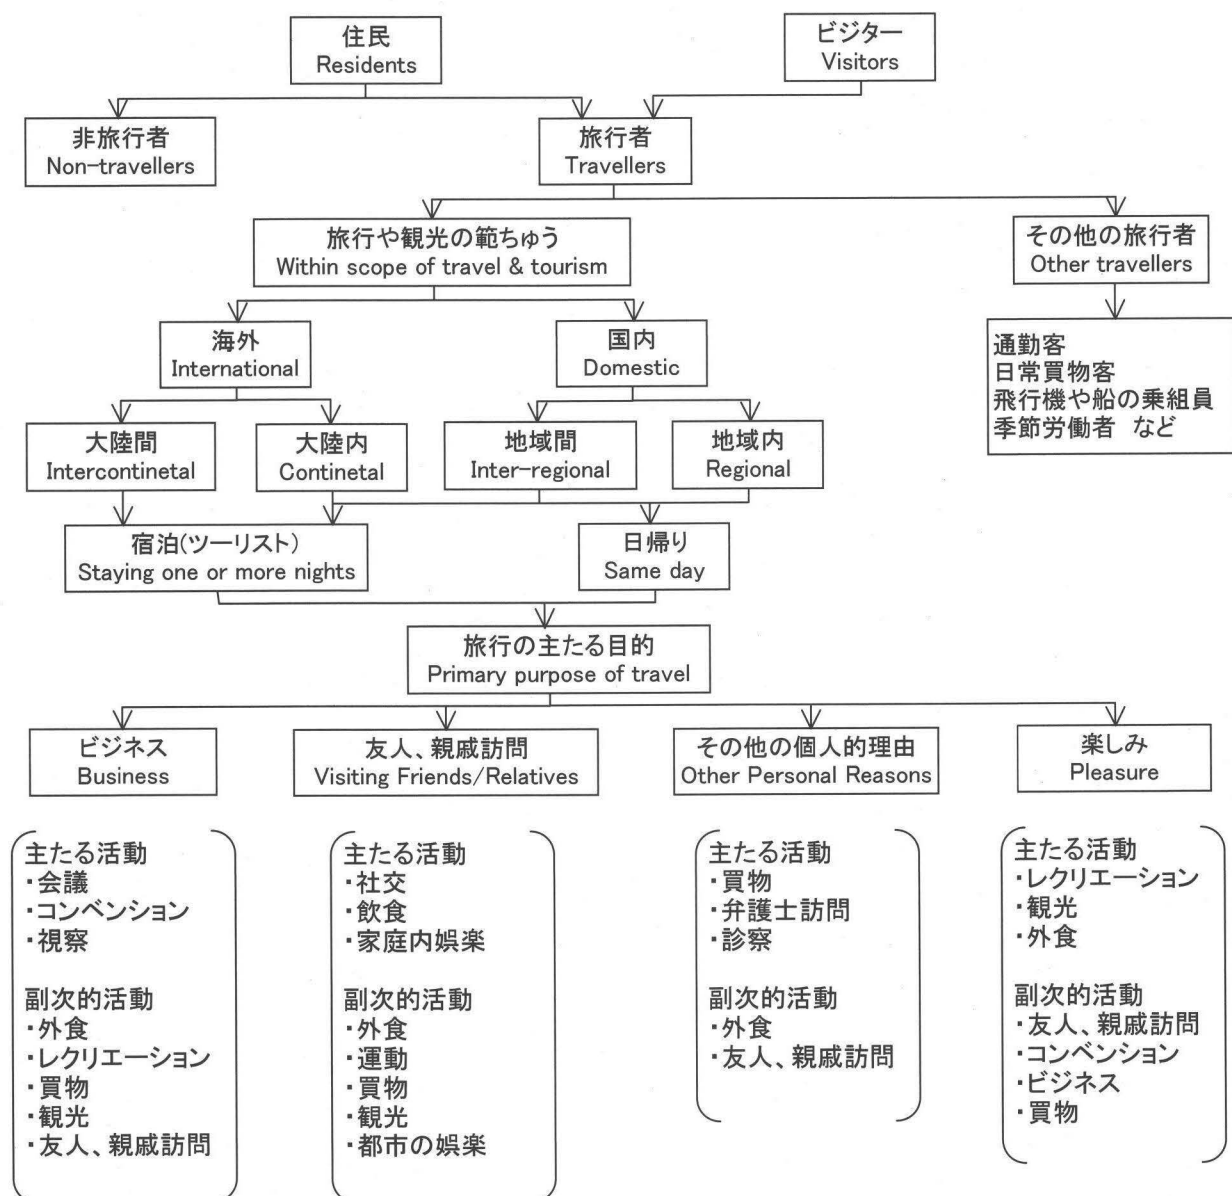 住民
Residents
ビジター
Visitors
非旅行者
Non-travellers
旅行者
Travellers
旅行や観光の範ちゅう
Within scope of travel & tourism
その他の旅行者
Other travellers
海外
International
国内
Domestic
通勤客
日常買物客
飛行機や船の乗組員
季節労働者 など
大陸間
Intercontinetal
大陸内
Continetal
地域間
Inter-regional
地域内
Regional
宿泊(ツーリスト)
Staying one or more nights
日帰り
Same day
旅行の主たる目的
Primary purpose of travel
ビジネス
Business
友人、親戚訪問
Visiting Friends/Relatives
その他の個人的理由
Other Personal Reasons
楽しみ
Pleasure
主たる活動
・会議
・コンベンション
・視察
副次的活動
・外食
・レクリエーション
・買物
・観光
・友人、親戚訪問
主たる活動
・社交
・飲食
・家庭内娯楽
副次的活動
・外食
・運動
・買物
・観光
・都市の娯楽
主たる活動
・買物
・弁護士訪問
・診察
副次的活動
・外食
・友人、親戚訪問
主たる活動
・レクリエーション
・観光
・外食
副次的活動
・友人、親戚訪問
・コンベンション
・ビジネス
・買物